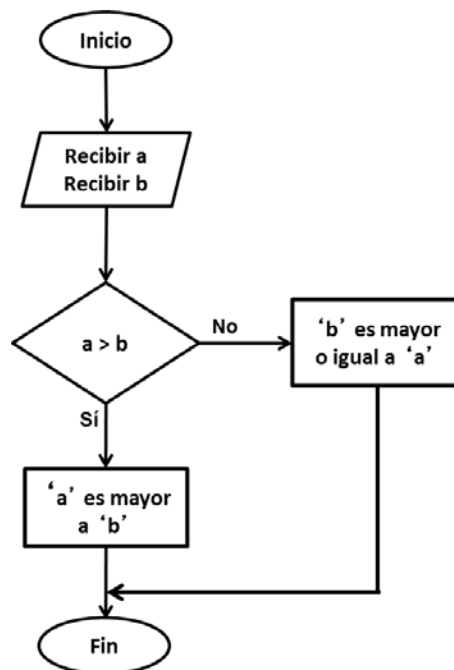 Inicio
Recibir a
Recibir b
a > b
No
‘b’ es mayor
o igual a ‘a’
Sí
‘a’ es mayor
a ‘b’
Fin